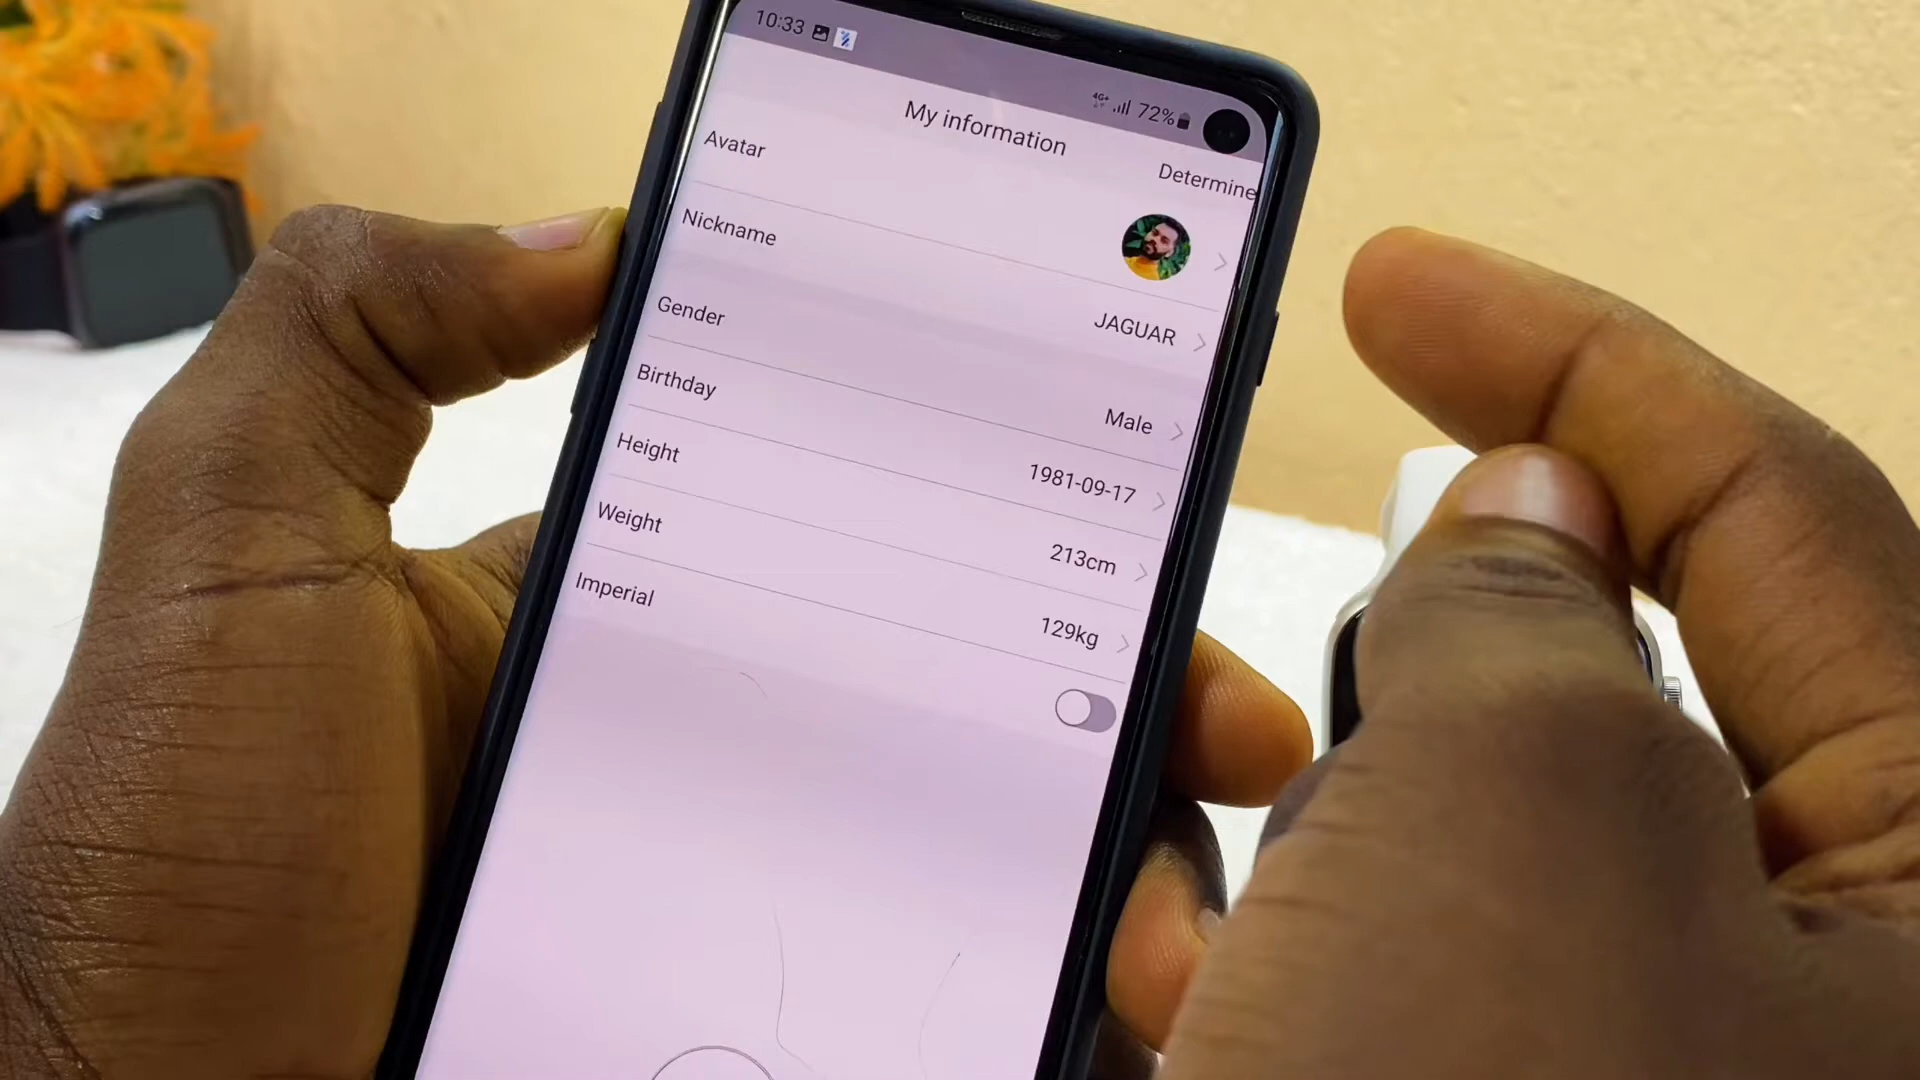 10:33 4G+ 72%
My information
Determine
Avatar
Nickname JAGUAR
Gender Male
Birthday 1981-09-17
Height 213cm
Weight 129kg
Imperial